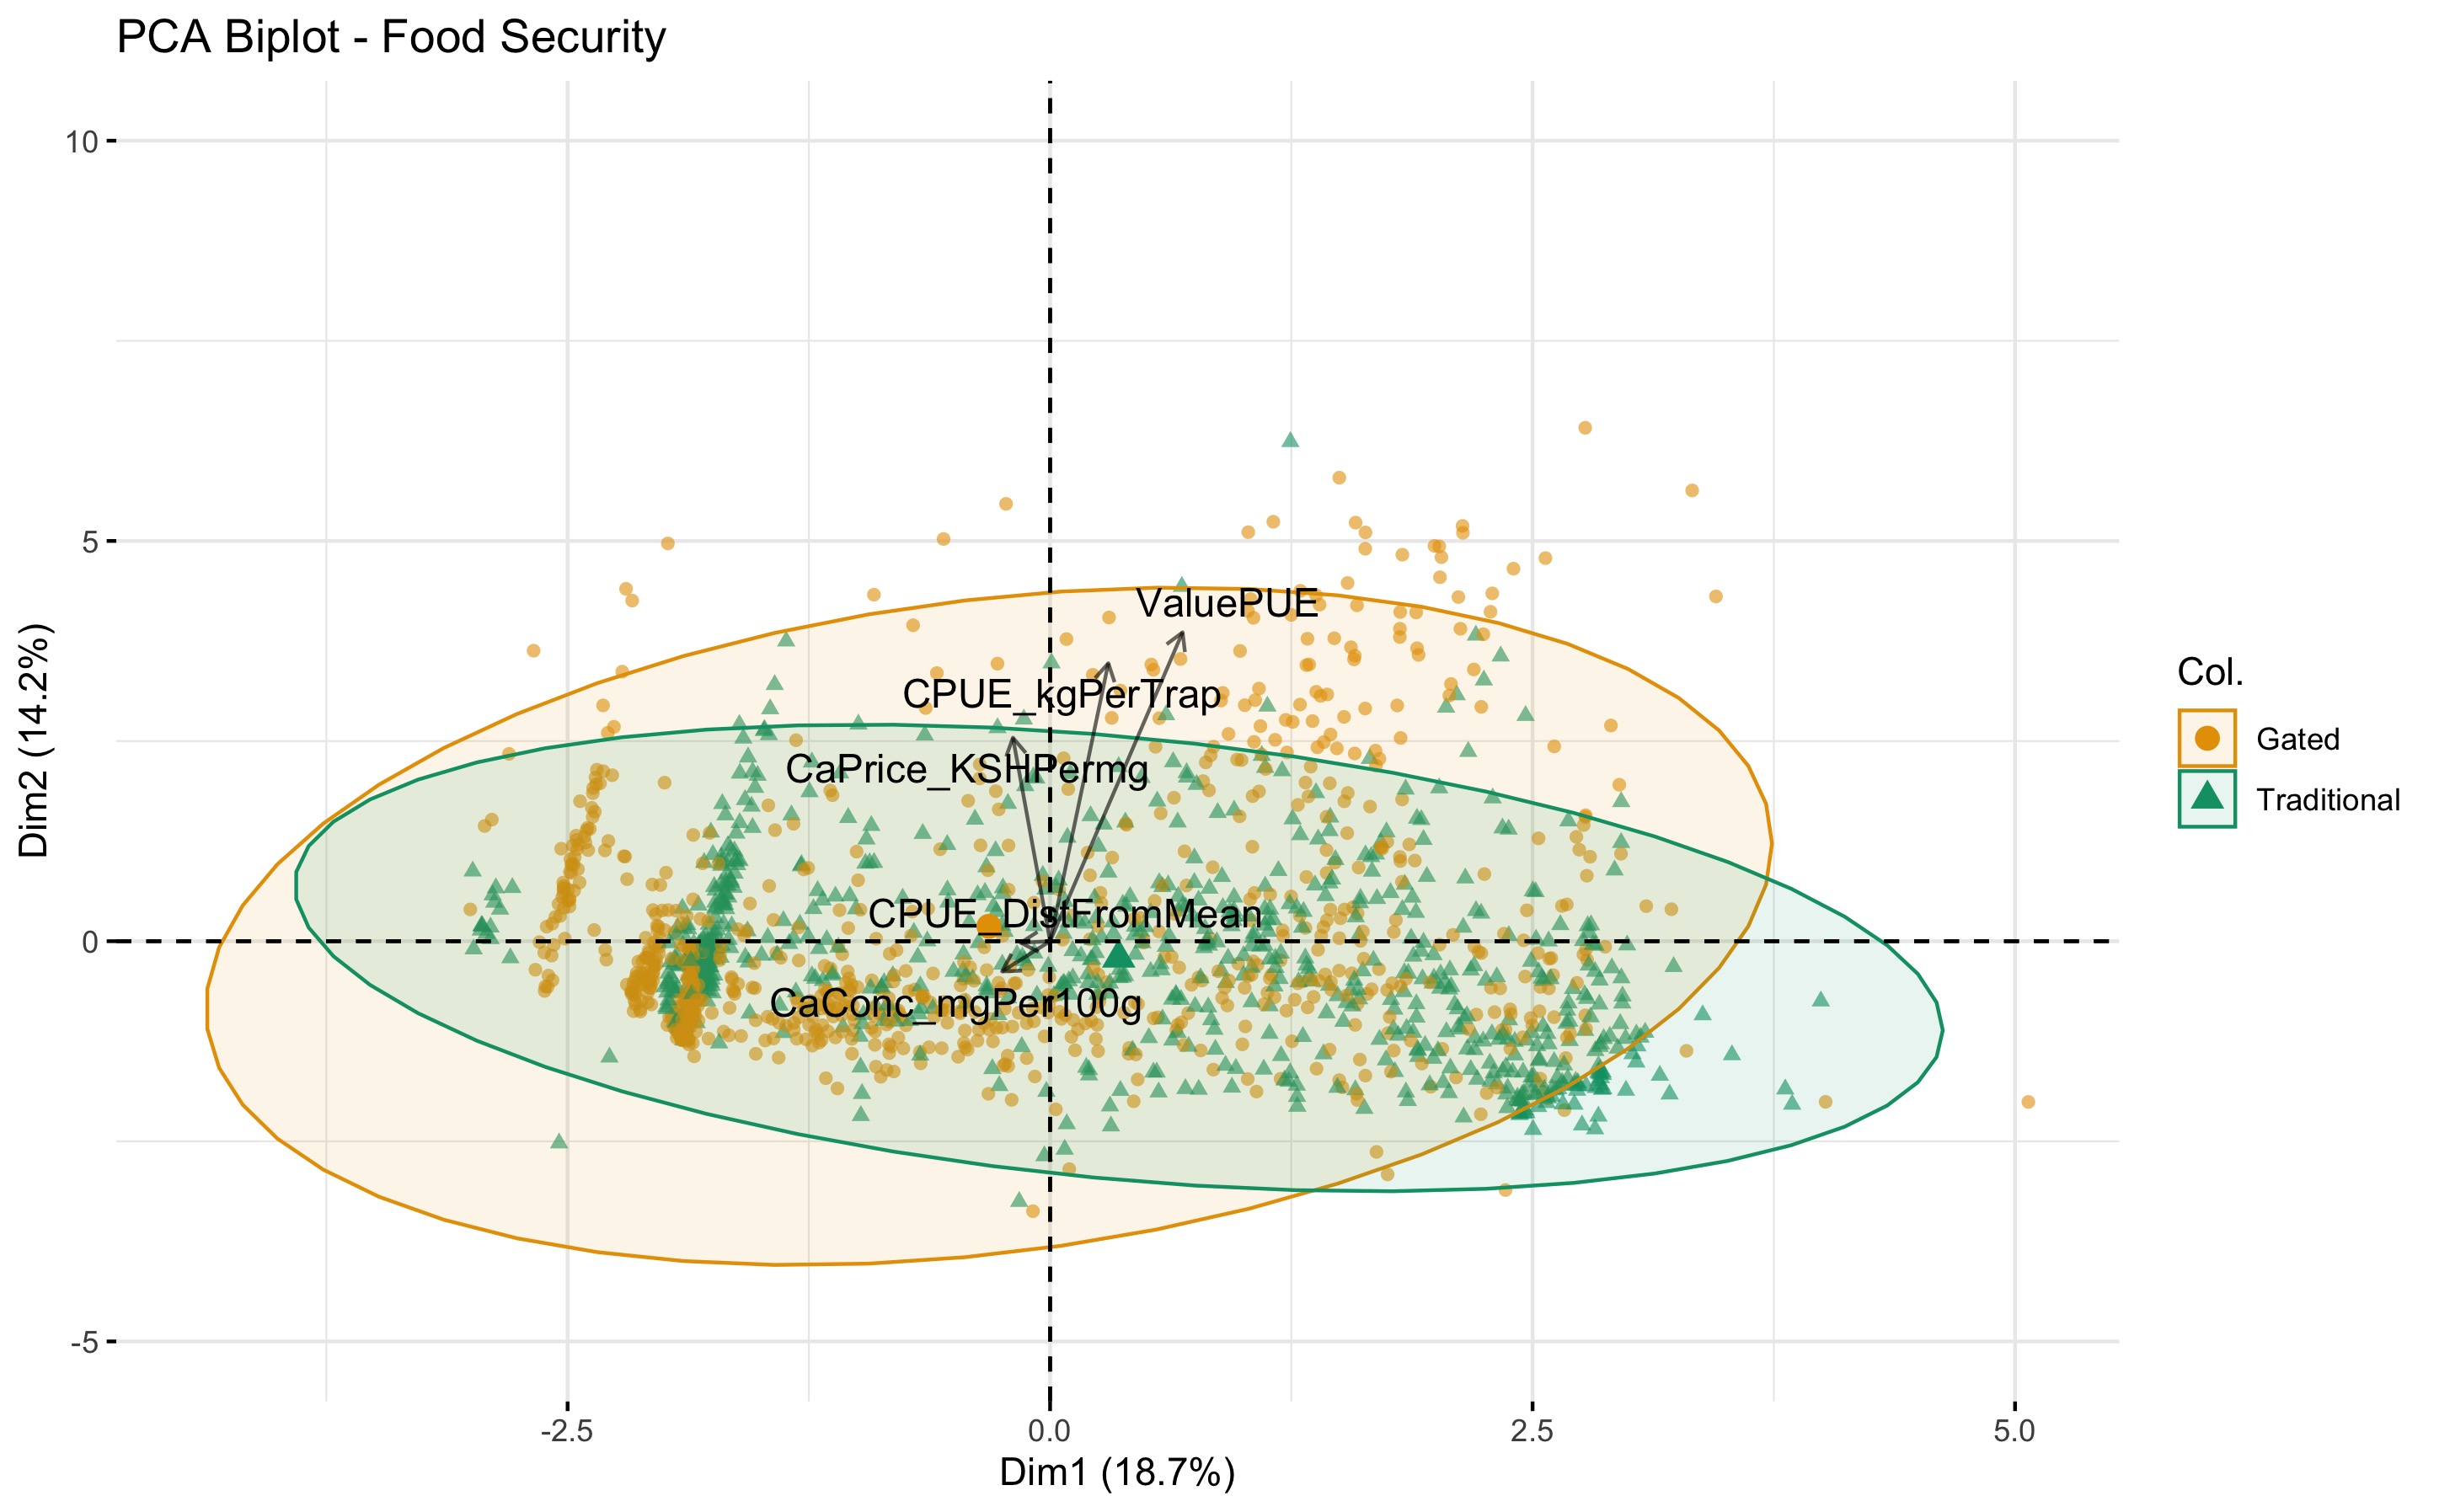 PCA Biplot - Food Security
10
5
0
-5
Dim2 (14.2%)
ValuePUE
CPUE_kgPerTrap
CaPrice_KSHPermg
CPUE_DistFromMean
CaConc_mgPer100g
-2.5
0.0
2.5
5.0
Dim1 (18.7%)
Col.
Gated
Traditional